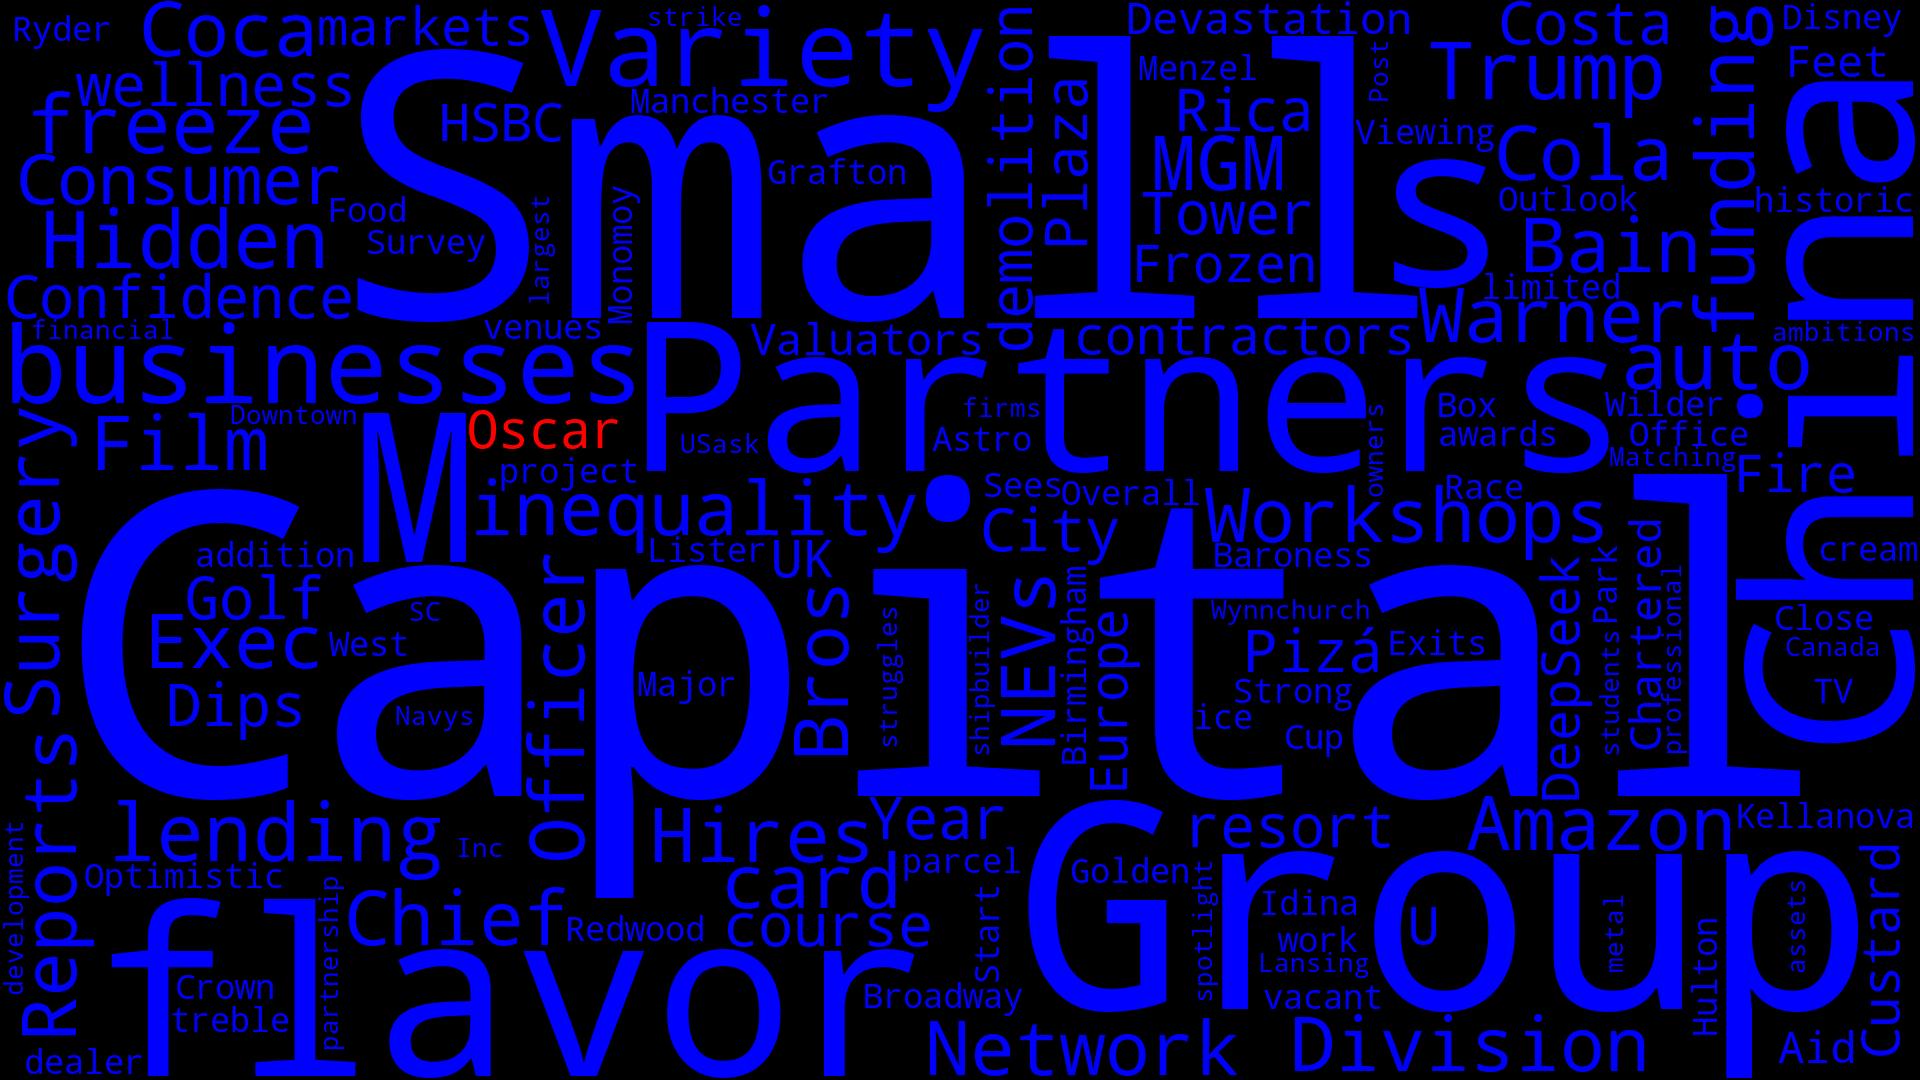 Ryder
Coca
markets
Variety
strike
demolition
Devastation
Costa
Disney
funding
wellness
Smalls
HSBC
Manchester
Plaza
Menzel
Post
Trump
Feet
China
freeze
Rica
Viewing
Cola
Consumer
Grafton
MGM
Outlook
historic
Hidden
Food
Survey
largest
Monomoy
Tower
Bain
Confidence
Frozen
limited
Warner
financial
venues
Valuators
contractors
ambitions
businesses
Partners
auto
Surgery
Film
Downtown
M
Oscar
USask
firms
Astro
owners
Box
awards
Wilder
Office
Matching
project
inequality
Sees
Overall
Workshops
Race
Fire
City
addition
Capital
Lister
UK
Baroness
cream
Golf
SC
Officer
Bros
struggles
shipbuilder
NEVs
Birmingham
Europe
Wynnchurch
DeepSeek
Park
students
Chartered
professional
Close
Canada
Exec
West
Pizá
Exits
Dips
Navys
Major
Strong
ice
Cup
TV
Reports
lending
Inc
Hires
Year
resort
Amazon
Kellanova
development
Optimistic
partnership
Chief
card
parcel
Golden
Group
Custard
flavor
Redwood
course
Start
spotlight
Idina
work
U
metal
assets
Crown
treble
Broadway
Lansing
vacant
Hulton
dealer
Network
Division
Aid